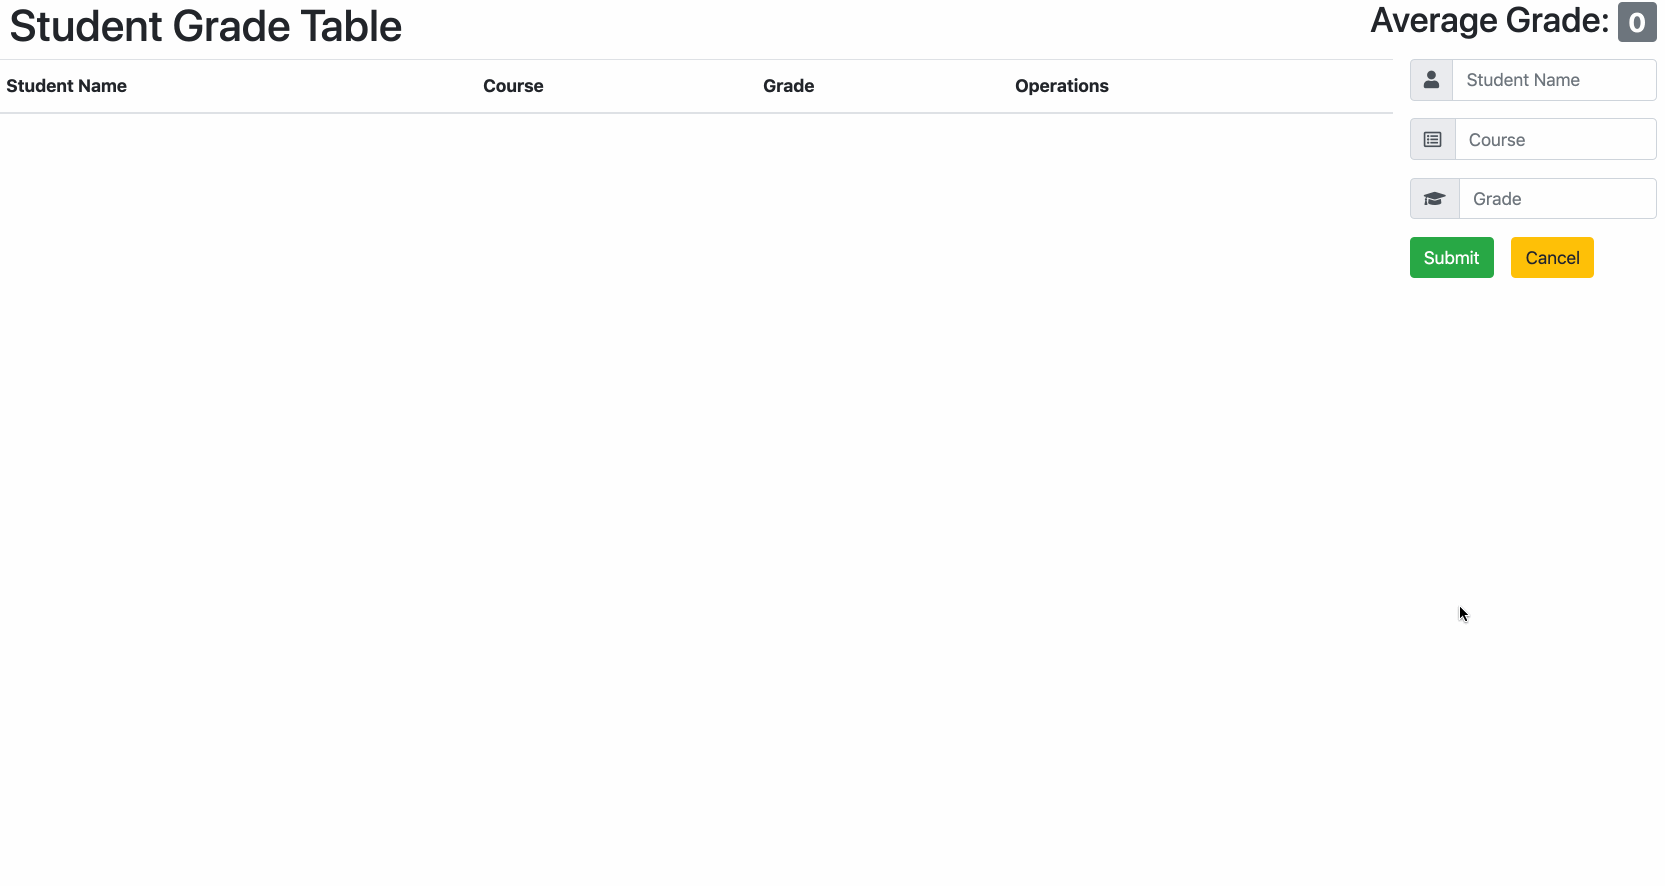 Student Grade Table
Average Grade: 0
Student Name Course Grade Operations
Student Name
Course
Grade
Submit Cancel